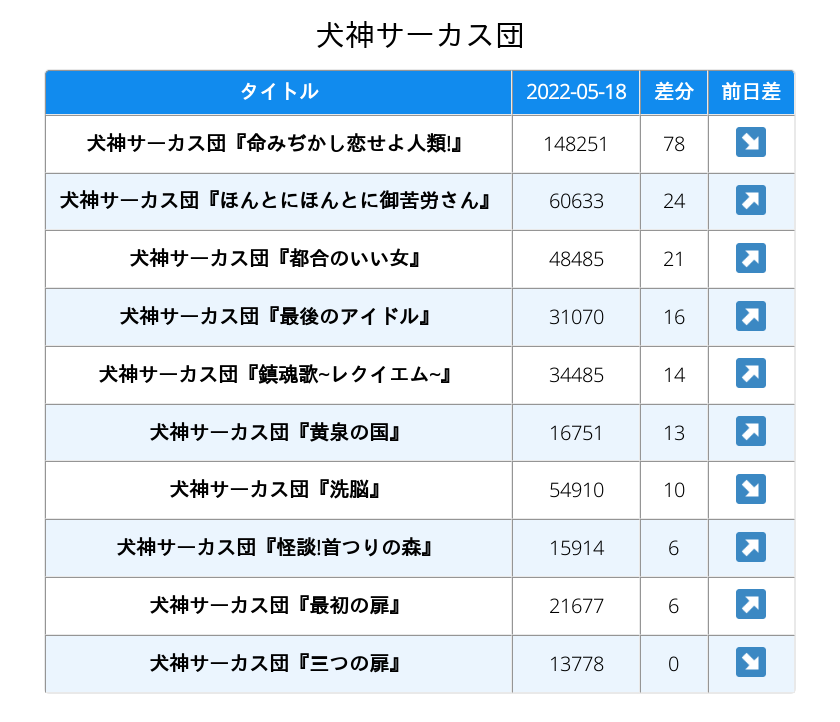 犬神サーカス団
タイトル 2022-05-18 差分 前日差
犬神サーカス団『命みぢかし恋せよ人類!』 148251 78 ↘
犬神サーカス団『ほんとにほんとに御苦労さん』 60633 24 ↗
犬神サーカス団『都合のいい女』 48485 21 ↗
犬神サーカス団『最後のアイドル』 31070 16 ↗
犬神サーカス団『鎮魂歌~レクイエム~』 34485 14 ↗
犬神サーカス団『黄泉の国』 16751 13 ↗
犬神サーカス団『洗脳』 54910 10 ↘
犬神サーカス団『怪談!首つりの森』 15914 6 ↗
犬神サーカス団『最初の扉』 21677 6 ↗
犬神サーカス団『三つの扉』 13778 0 ↘